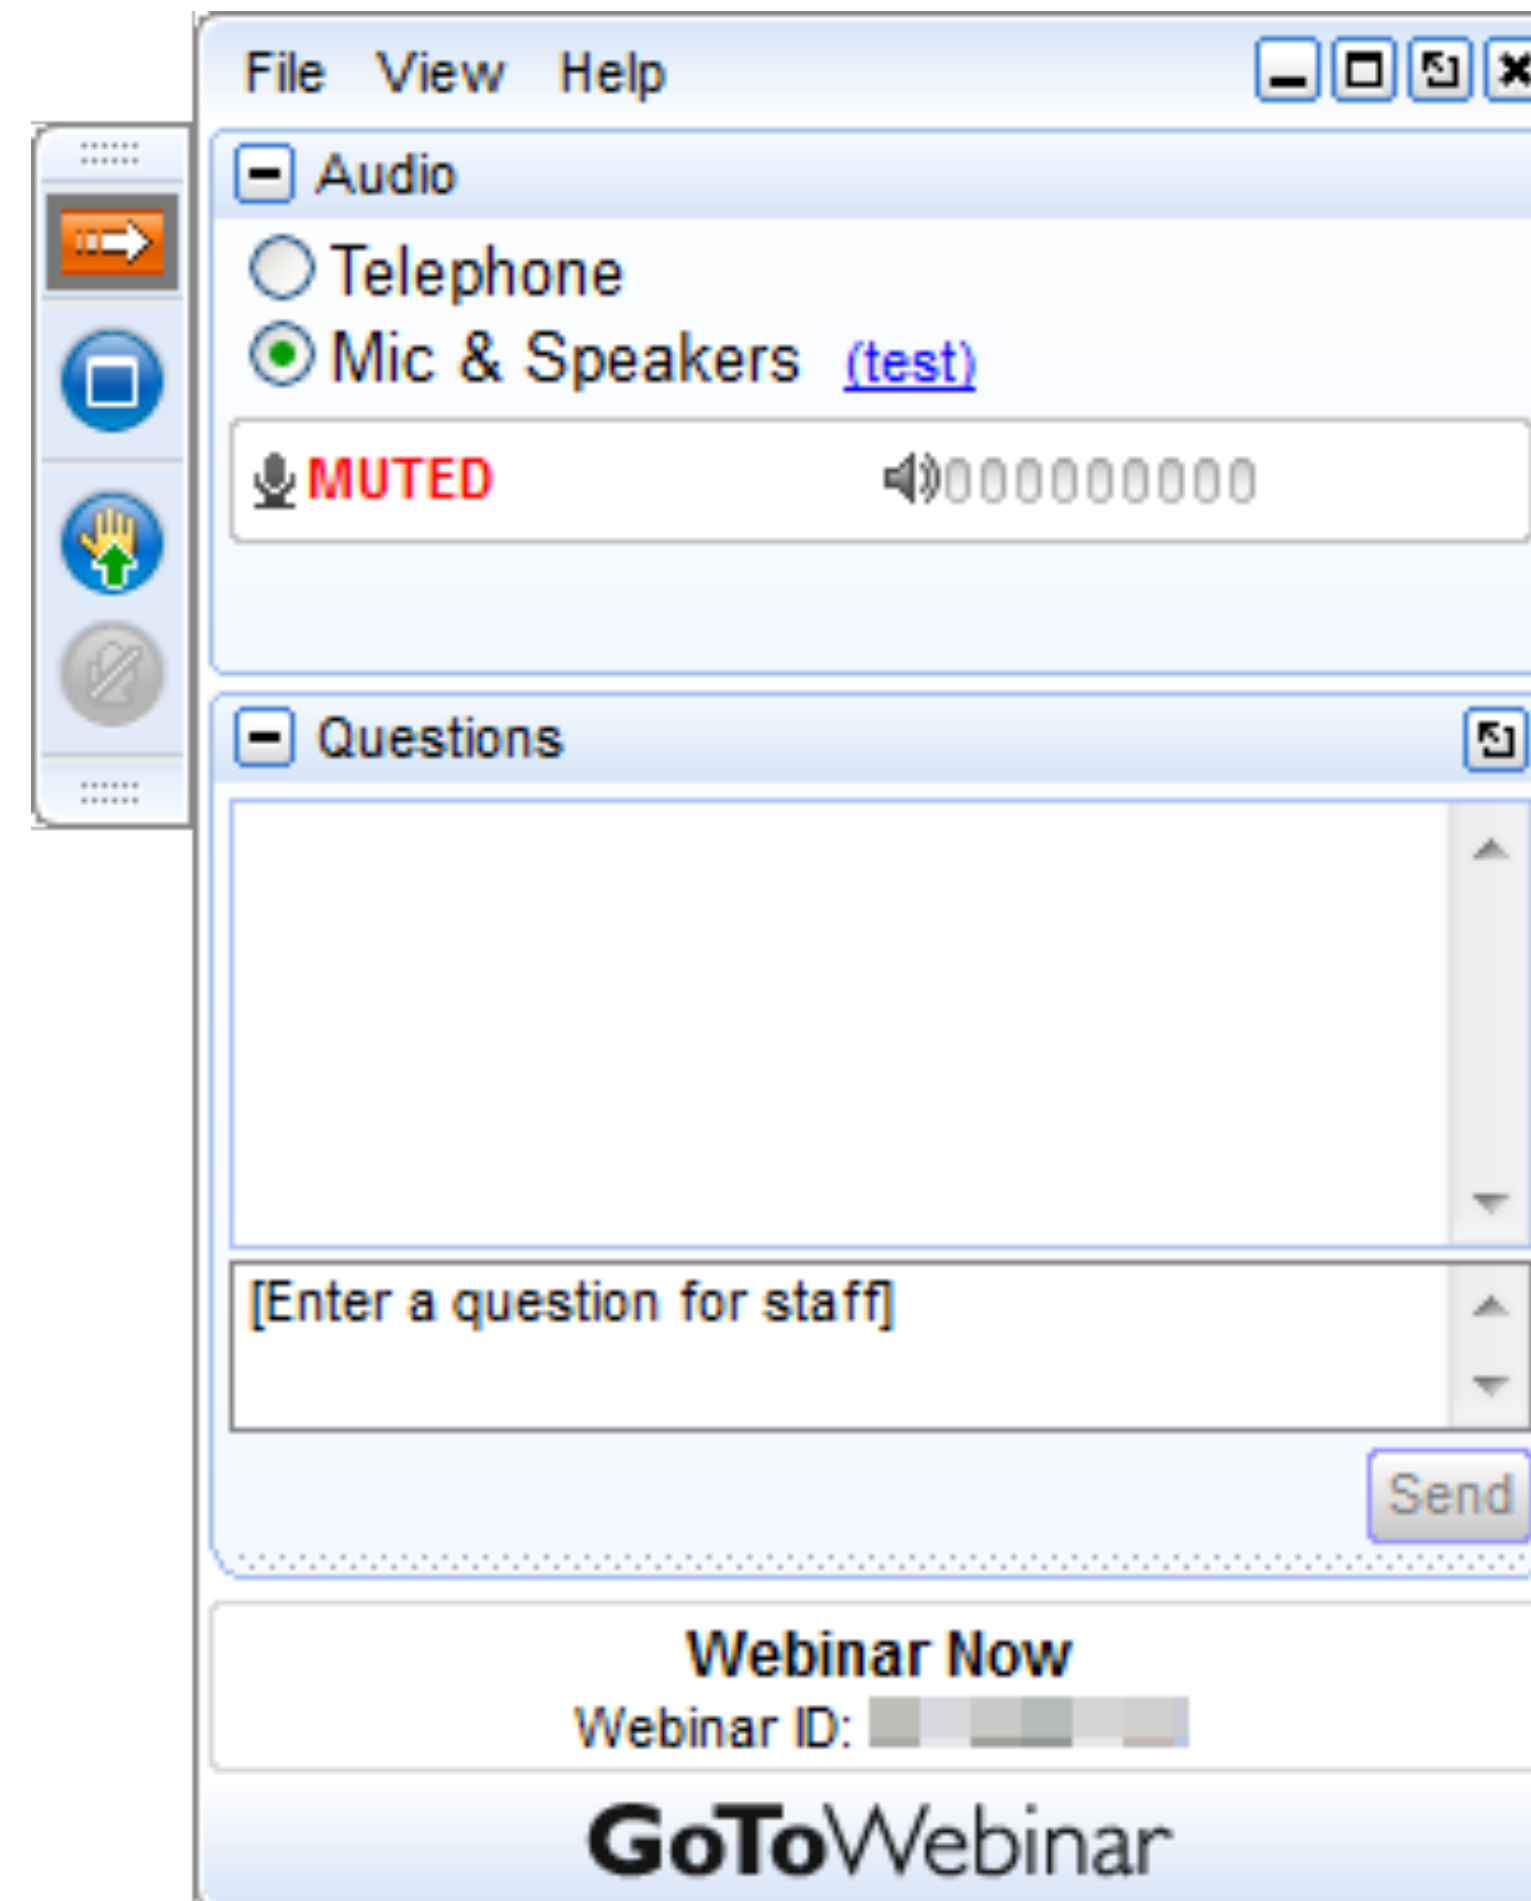 File View Help
Audio
Telephone
Mic & Speakers (test)
MUTED
Questions
[Enter a question for staff]
Send
Webinar Now
Webinar ID:
GoToWebinar